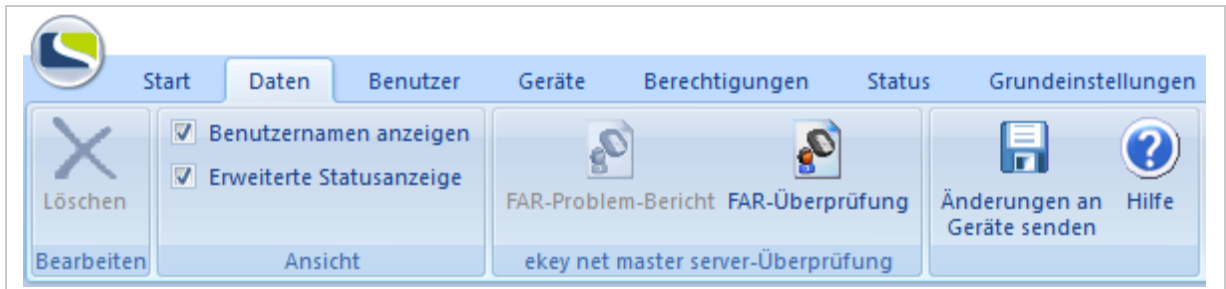 Start Daten Benutzer Geräte Berechtigungen Status Grundeinstellungen
Löschen
Bearbeiten
Benutzernamen anzeigen
Erweiterte Statusanzeige
Ansicht
FAR-Problem-Bericht FAR-Überprüfung
ekey net master server-Überprüfung
Änderungen an
Geräte senden
Hilfe